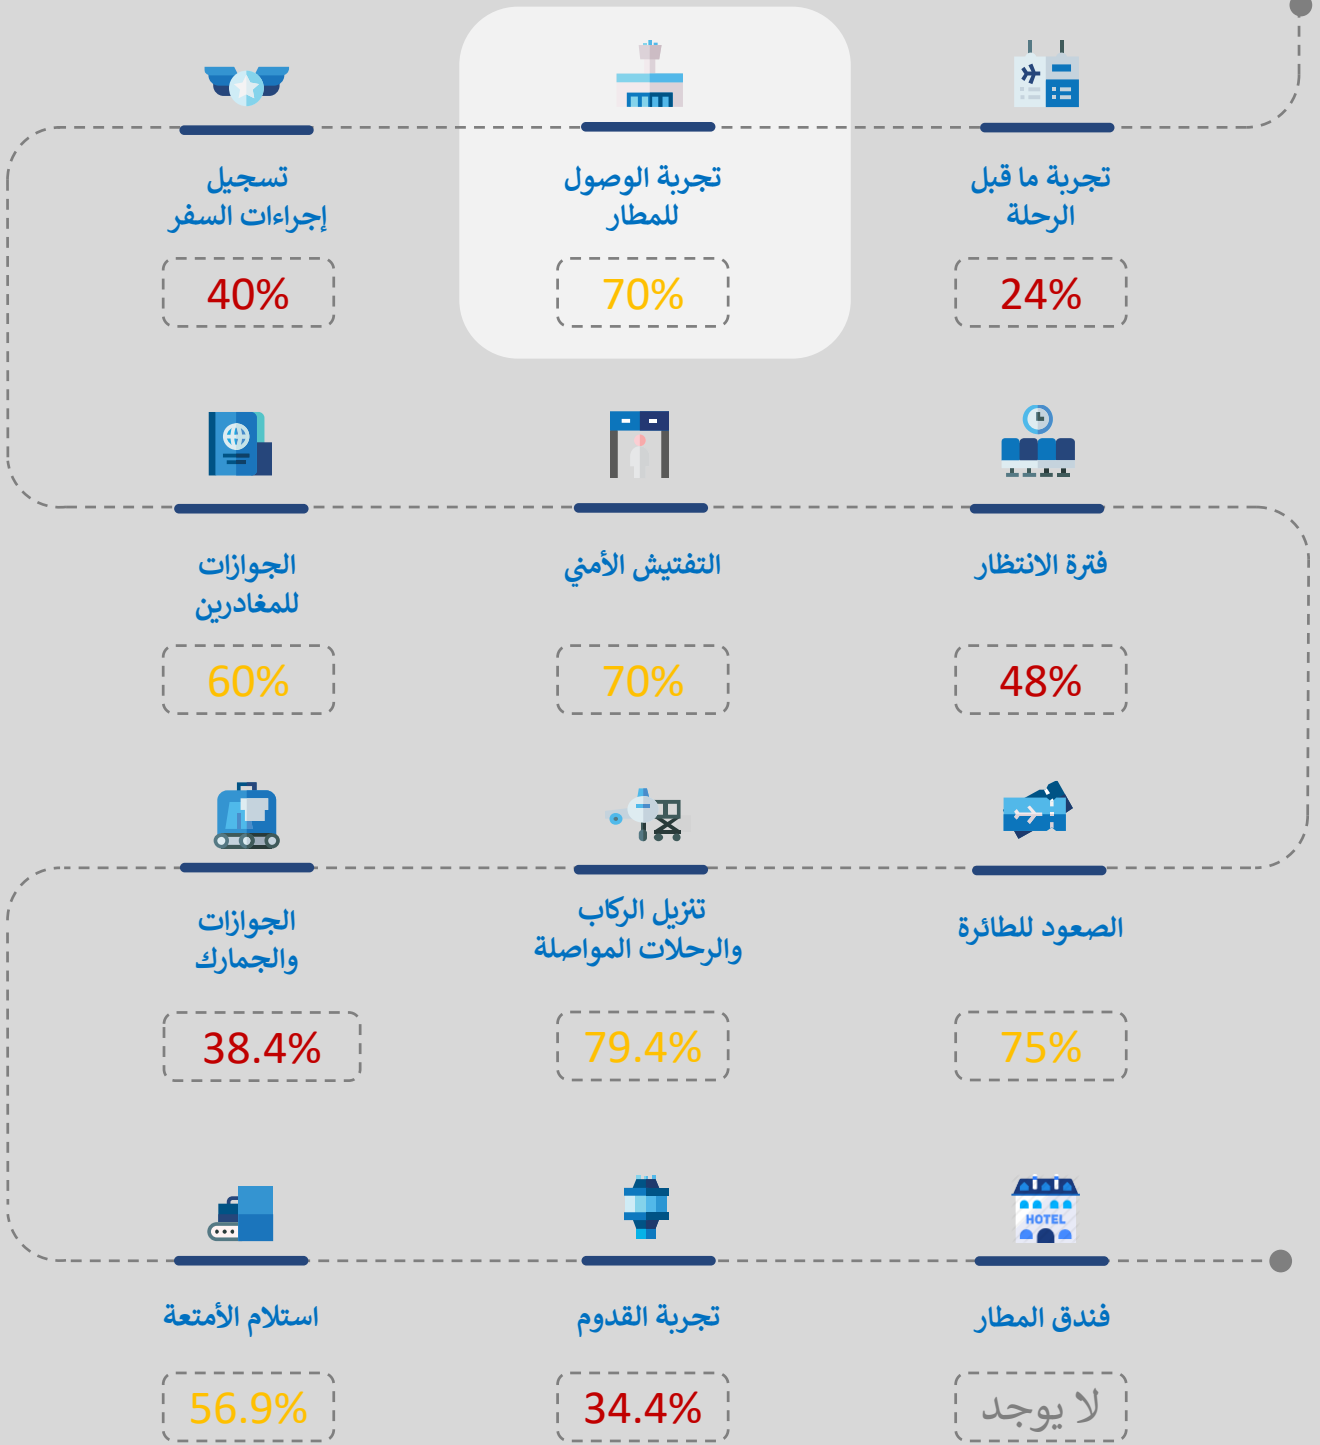 تجربة ما قبل
الرحلة
24%
تجربة الوصول
للمطار
70%
تسجيل
إجراءات السفر
40%
الجوازات
للمغادرين
60%
التفتيش الأمني
70%
فترة الانتظار
48%
الصعود للطائرة
75%
تنزيل الركاب
والرحلات المواصلة
79.4%
الجوازات
والجمارك
38.4%
استلام الأمتعة
56.9%
تجربة القدوم
34.4%
HOTEL
فندق المطار
لا يوجد